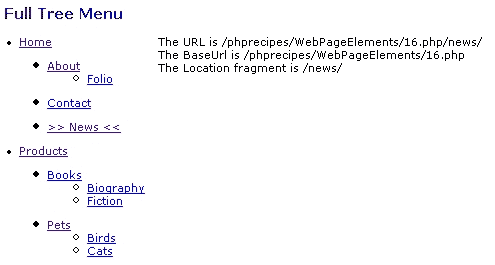 Full Tree Menu
Home
About
Folio
Contact
>> News <<
Products
Books
Biography
Fiction
Pets
Birds
Cats
The URL is /phprecipes/WebPageElements/16.php/news/
The BaseUrl is /phprecipes/WebPageElements/16.php
The Location fragment is /news/